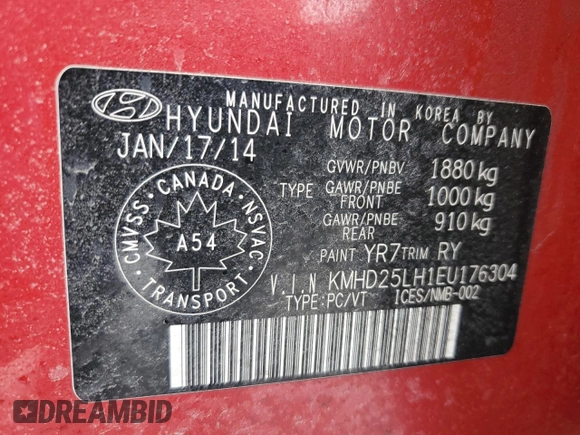 MANUFACTURED IN KOREA BY
HYUNDAI MOTOR COMPANY
JAN/17/14
GVWR/PNBV 1880 kg
TYPE GAWR/PNBE FRONT 1000 kg
GAWR/PNBE REAR 910 kg
PAINT YR7 TRIM RY
V.I.N KMHD25LH1EU176304
TYPE:PC/VT ICES/NMB-002
CMVSS · CANADA · NSVAC
A54
· TRANSPORT ·
DREAMBID